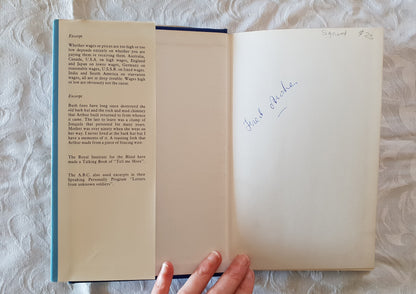 Excerpt
Whether wages or prices are too high or too
low depends entirely on whether you are
paying them or receiving them. Australia,
Canada, U.S.A. on high wages, England
and Japan on lower wages, Germany on
reasonable wages, U.S.S.R. on fixed wages,
India and South America on starvation
wages, all are in deep trouble. Wages high
or low are obviously not the cause.
Excerpt
Bush fires have long since destroyed the
old bark hut and the rock and mud chimney
that Arthur built returned to from whence
it came. The last to leave was a clump of
Jonquils that persisted for many years.
Mother was over ninety when she went on
her way. I never lived at the bark hut but I
have a memento of it. A toasting fork that
Arthur made from a piece of fencing wire.
The Royal Institute for the Blind have
made a Talking Book of "Tell me More".
The A.B.C. also used excerpts in their
Speaking Personally Program "Letters
from unknown soldiers"
Signed